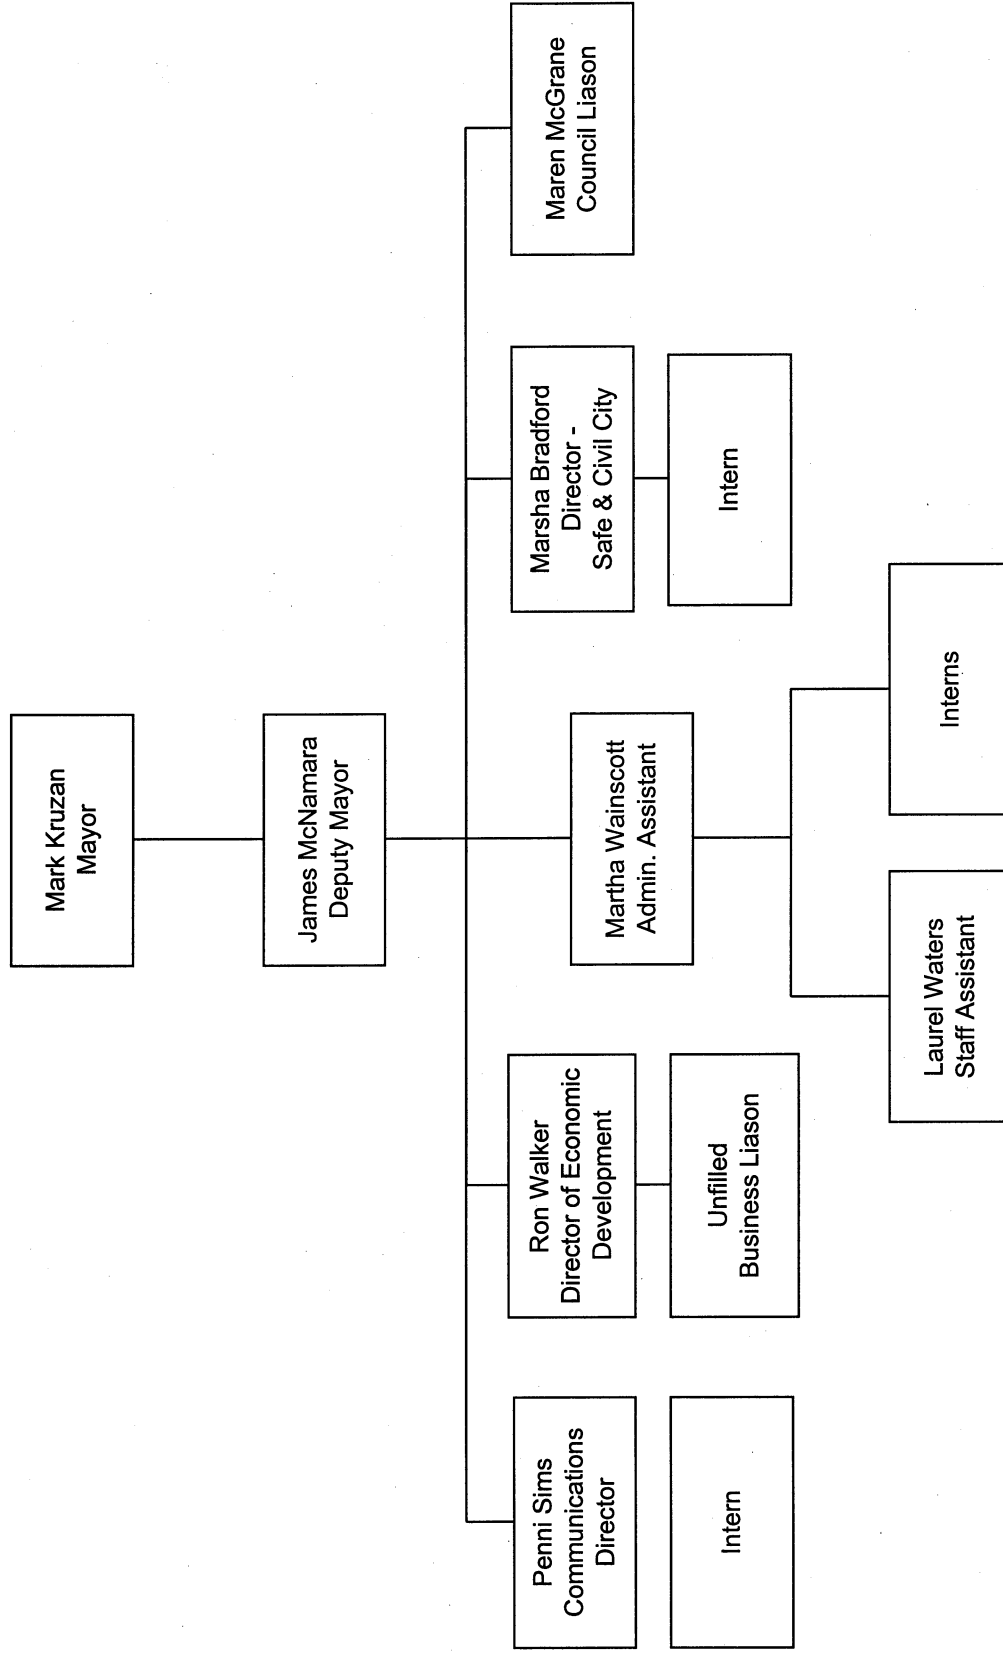 Mark Kruzan
Mayor
James McNamara
Deputy Mayor
Penni Sims
Communications
Director
Ron Walker
Director of Economic
Development
Martha Wainscott
Admin. Assistant
Marsha Bradford
Director -
Safe & Civil City
Maren McGrane
Council Liason
Intern
Unfilled
Business Liason
Intern
Laurel Waters
Staff Assistant
Interns